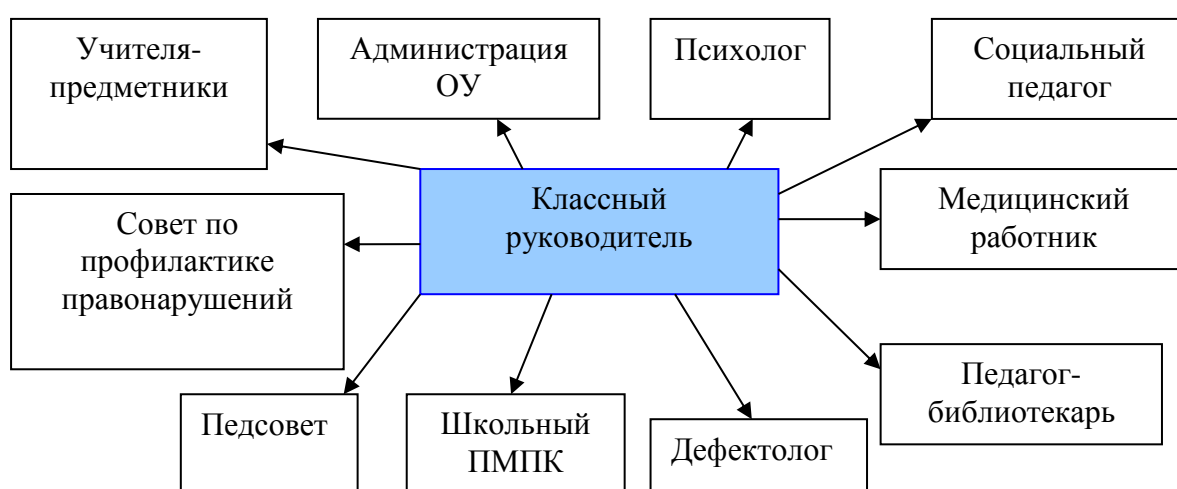 Учителя-
предметники
Администрация
ОУ
Психолог
Социальный
педагог
Классный
руководитель
Медицинский
работник
Совет по
профилактике
правонарушений
Педагог-
библиотекарь
Педсовет
Школьный
ПМПК
Дефектолог